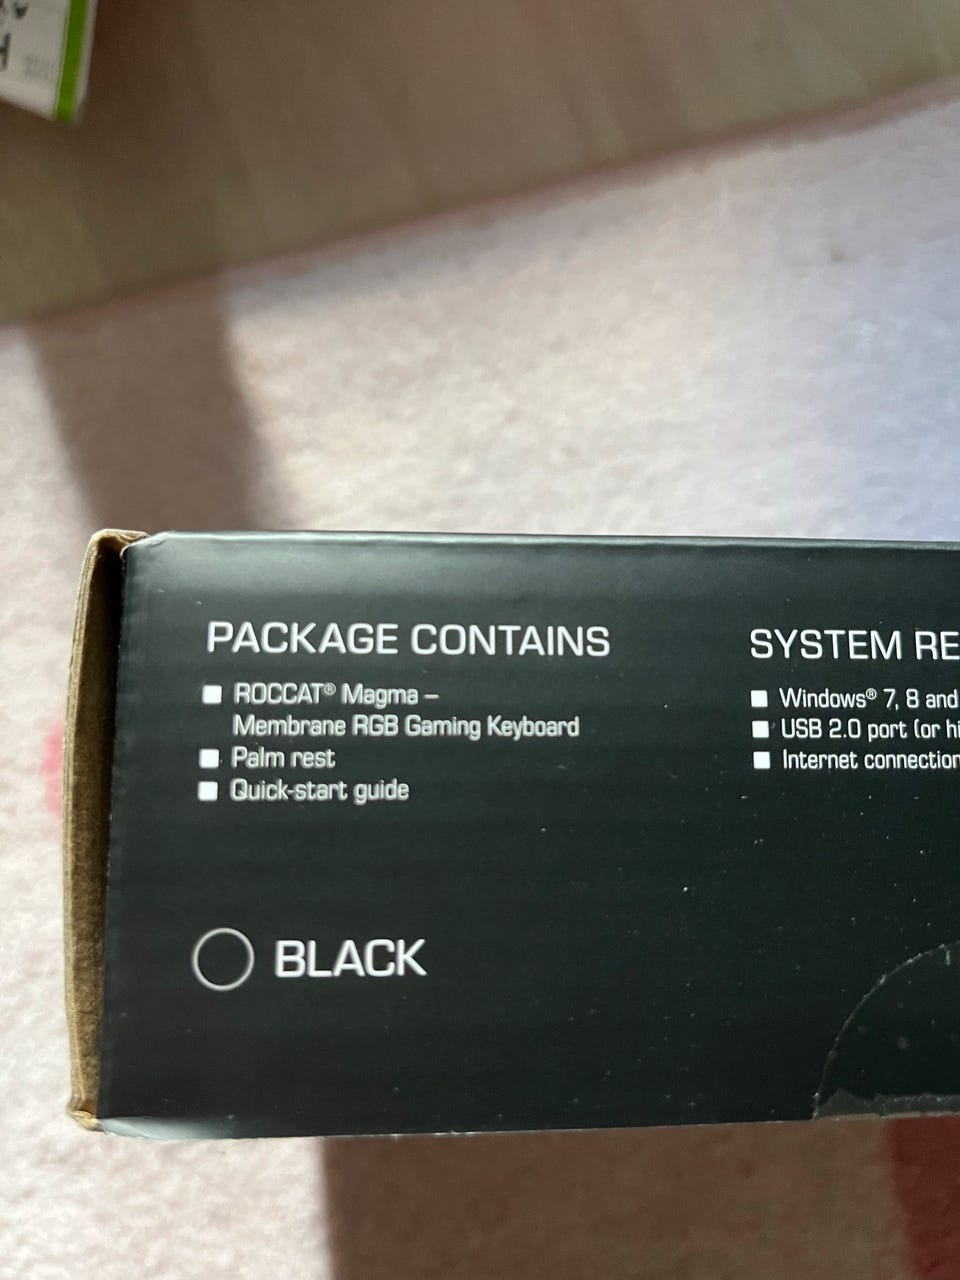 PACKAGE CONTAINS
ROCCAT® Magma –
Membrane RGB Gaming Keyboard
Palm rest
Quick-start guide
BLACK
SYSTEM RE
Windows® 7, 8 and
USB 2.0 port (or hi
Internet connection